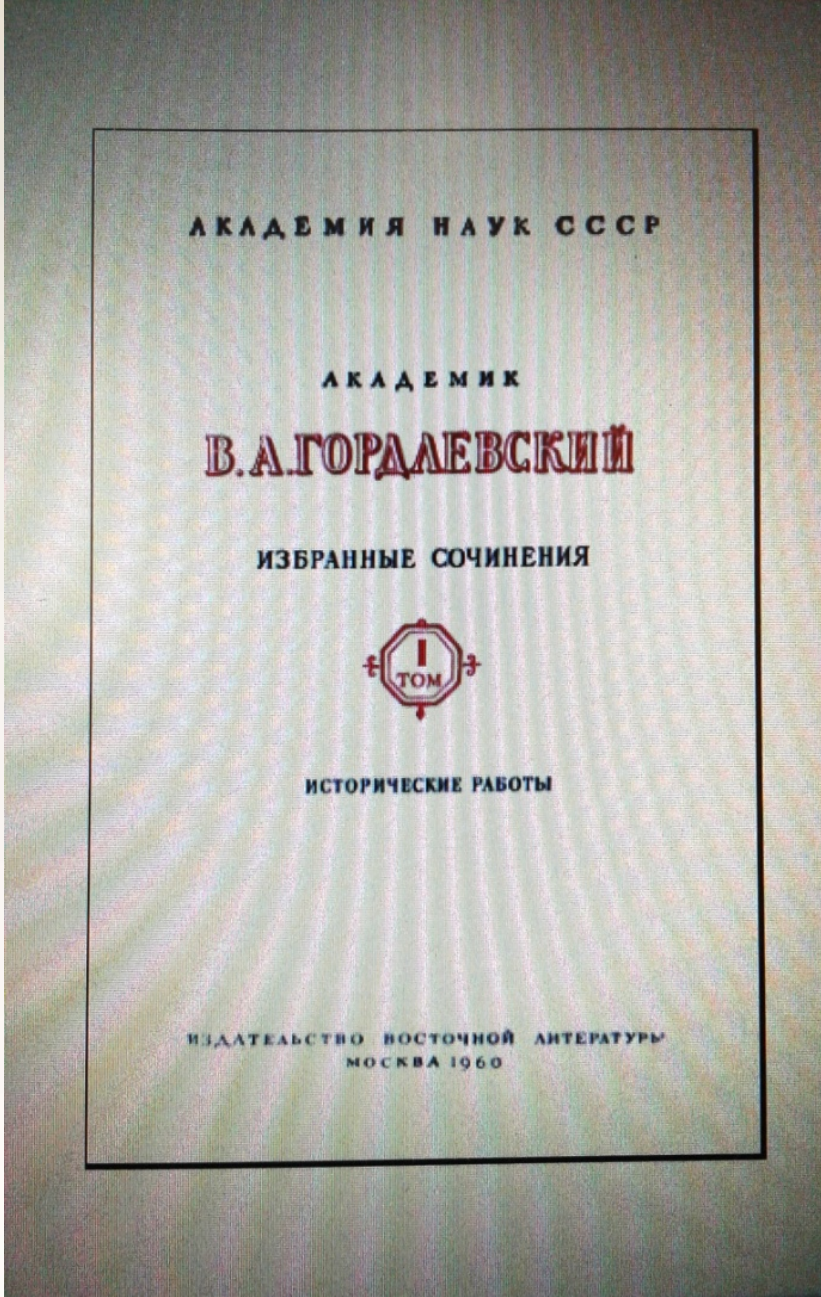 АКАДЕМИЯ НАУК СССР
АКАДЕМИК
В.А.ГОРДЛЕВСКИЙ
ИЗБРАННЫЕ СОЧИНЕНИЯ
I
ТОМ
ИСТОРИЧЕСКИЕ РАБОТЫ
ИЗДАТЕЛЬСТВО ВОСТОЧНОЙ ЛИТЕРАТУРЫ
МОСКВА 1960